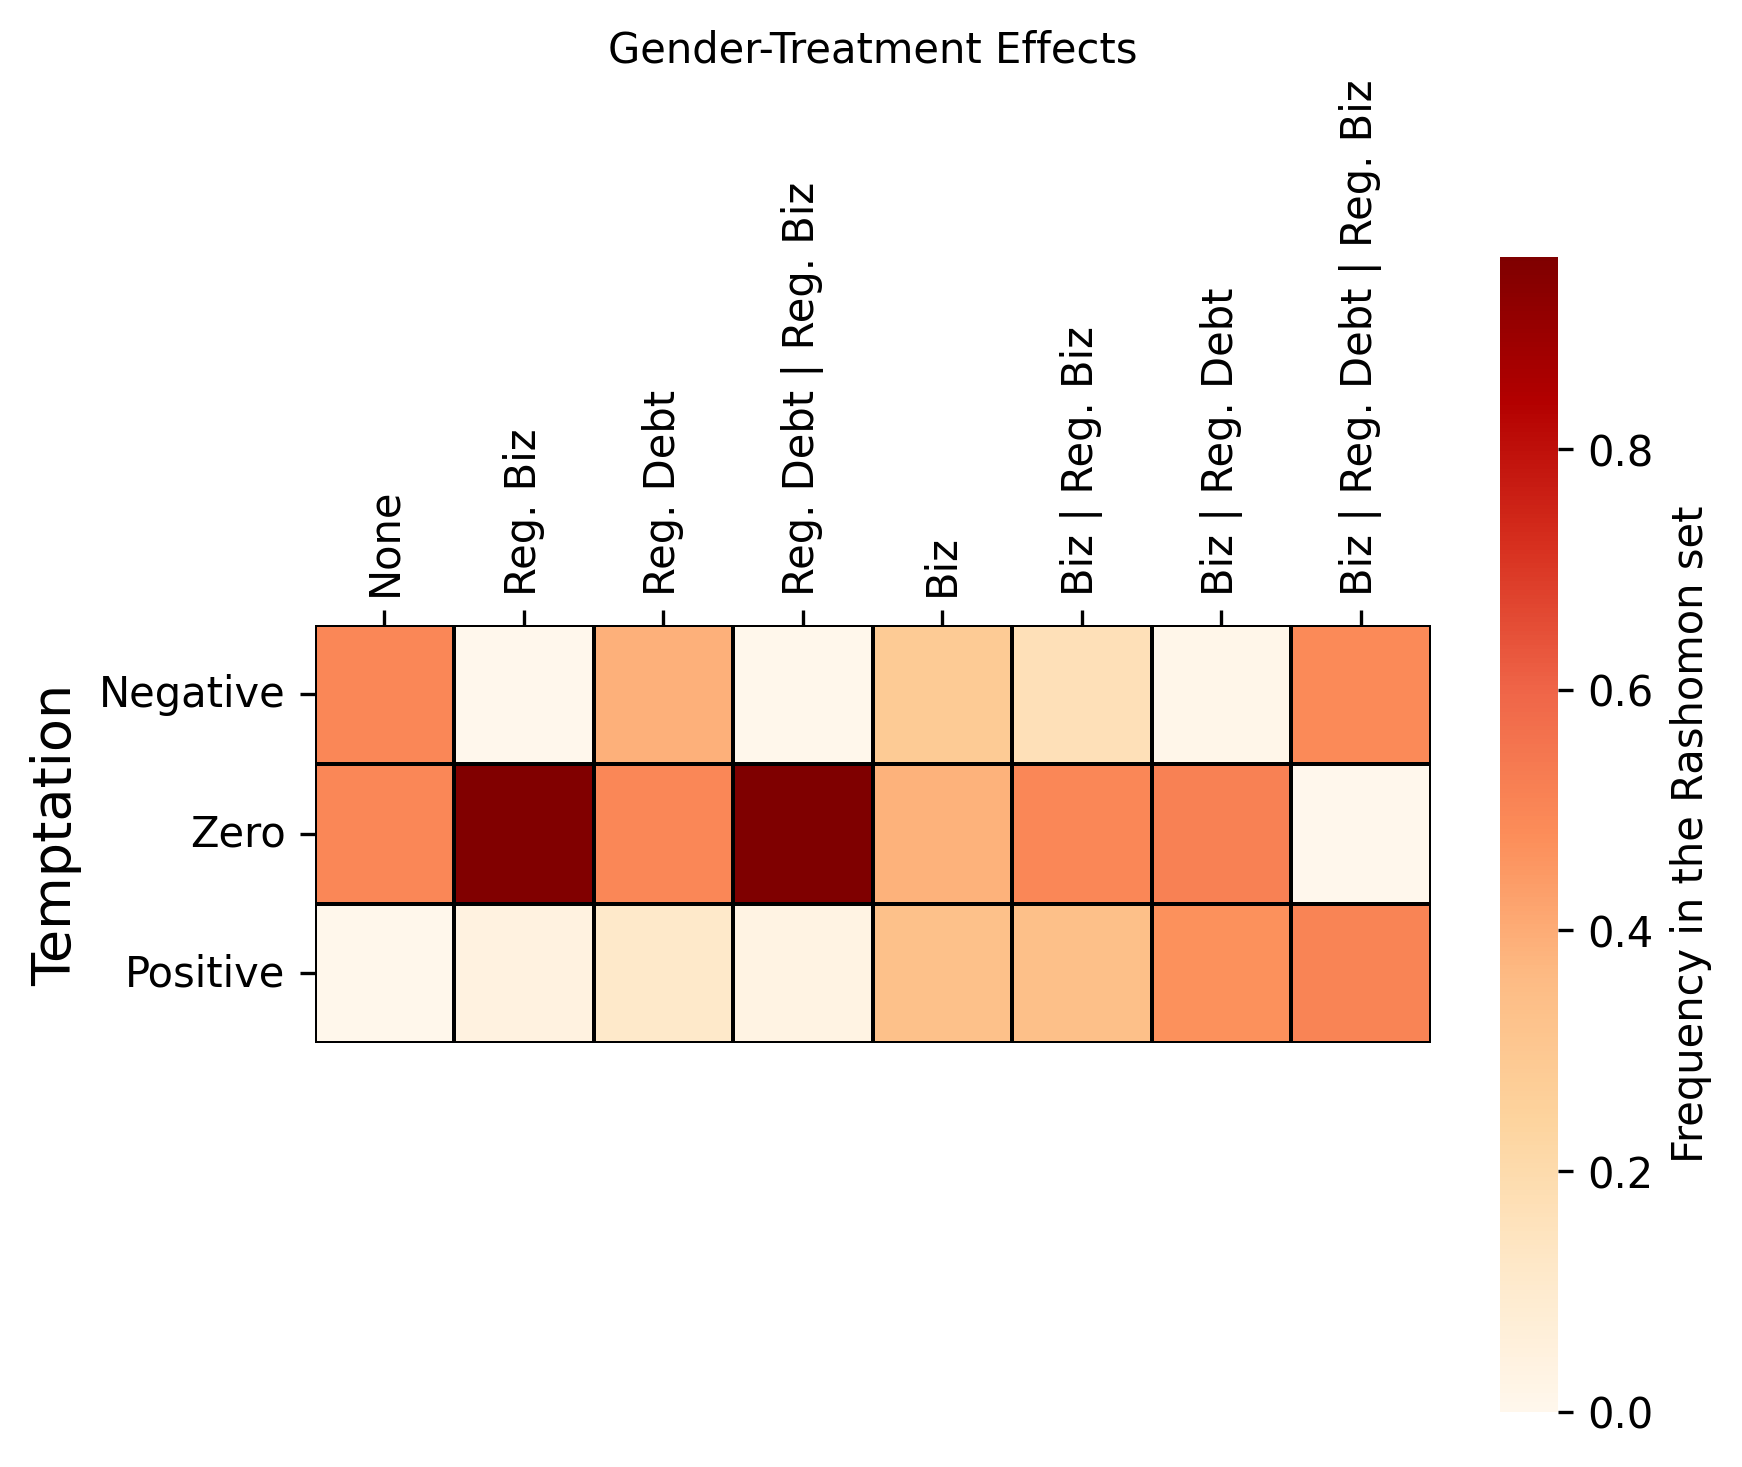 Gender-Treatment Effects
None
Reg. Biz
Reg. Debt
Reg. Debt | Reg. Biz
Biz
Biz | Reg. Biz
Biz | Reg. Debt
Biz | Reg. Debt | Reg. Biz
Temptation
Negative
Zero
Positive
0.8
0.6
0.4
0.2
0.0
Frequency in the Rashomon set